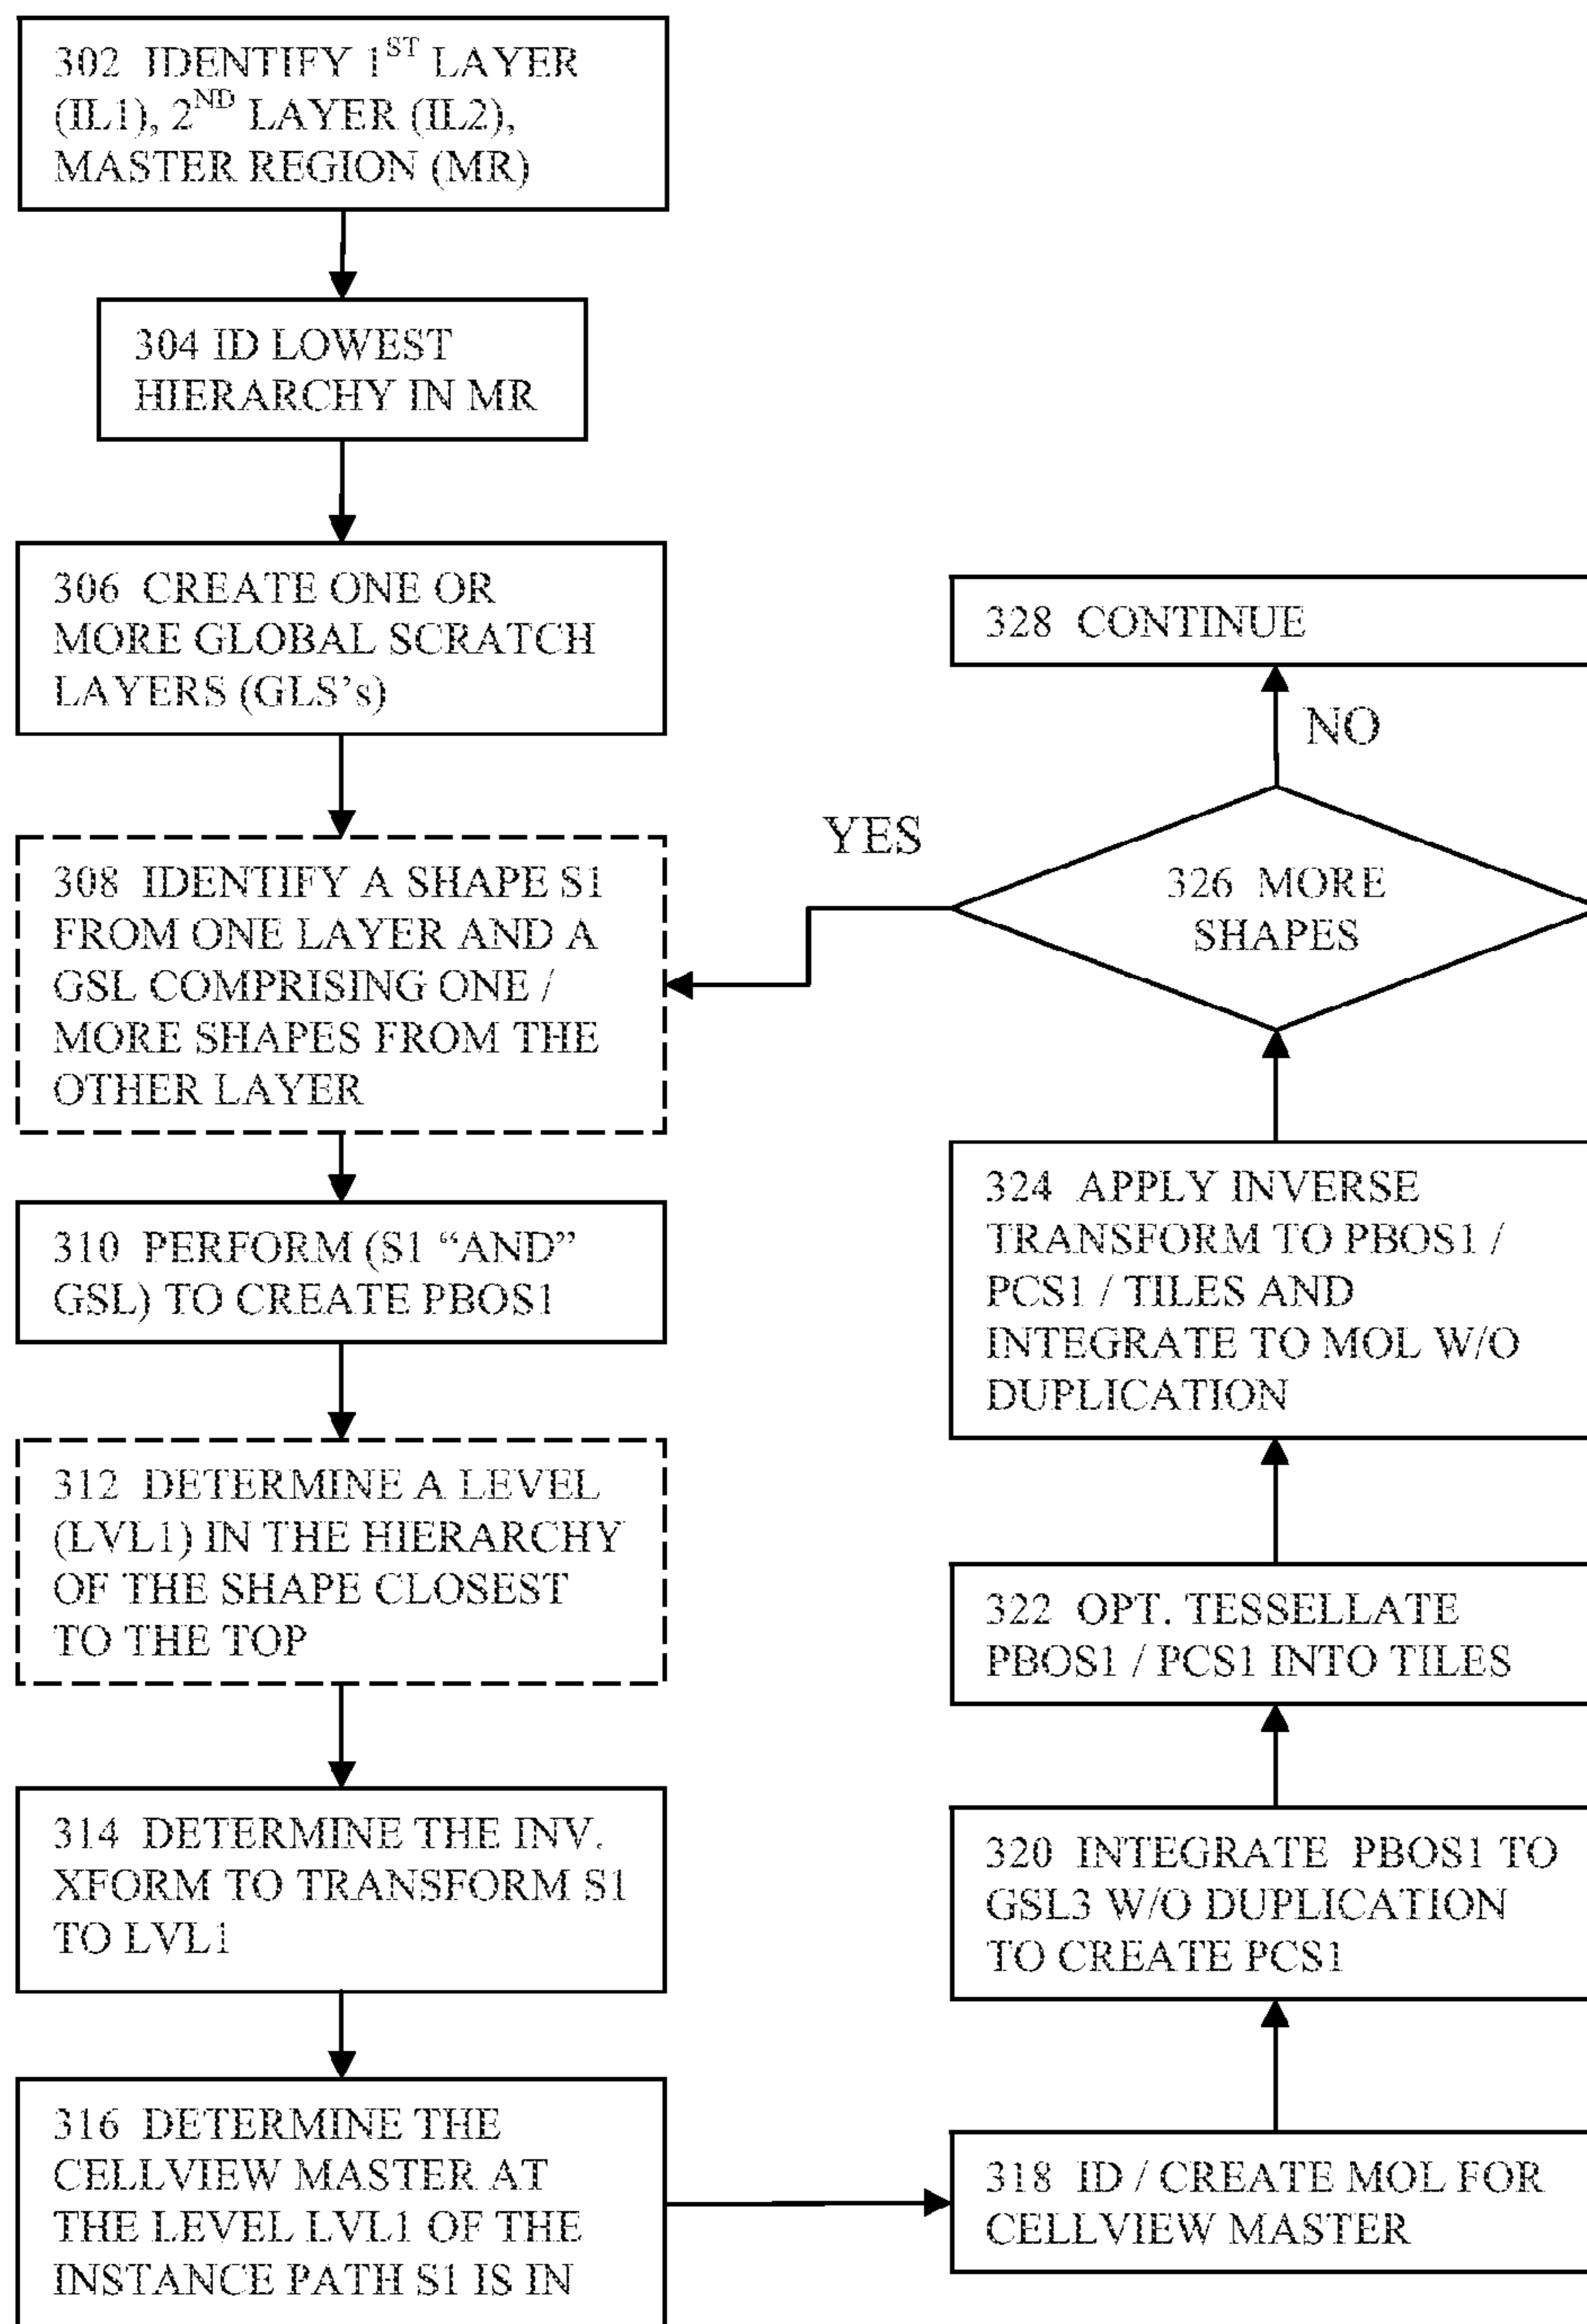 302 IDENTIFY 1ST LAYER
(IL1), 2ND LAYER (IL2),
MASTER REGION (MR)
304 ID LOWEST
HIERARCHY IN MR
306 CREATE ONE OR
MORE GLOBAL SCRATCH
LAYERS (GLS's)
308 IDENTIFY A SHAPE S1
FROM ONE LAYER AND A
GSL COMPRISING ONE /
MORE SHAPES FROM THE
OTHER LAYER
310 PERFORM (S1 “AND”
GSL) TO CREATE PBOS1
312 DETERMINE A LEVEL
(LVL1) IN THE HIERARCHY
OF THE SHAPE CLOSEST
TO THE TOP
314 DETERMINE THE INV.
XFORM TO TRANSFORM S1
TO LVL1
316 DETERMINE THE
CELLVIEW MASTER AT
THE LEVEL LVL1 OF THE
INSTANCE PATH S1 IS IN
318 ID / CREATE MOL FOR
CELLVIEW MASTER
320 INTEGRATE PBOS1 TO
GSL3 W/O DUPLICATION
TO CREATE PCS1
322 OPT. TESSELLATE
PBOS1 / PCS1 INTO TILES
324 APPLY INVERSE
TRANSFORM TO PBOS1 /
PCS1 / TILES AND
INTEGRATE TO MOL W/O
DUPLICATION
326 MORE
SHAPES
YES
NO
328 CONTINUE